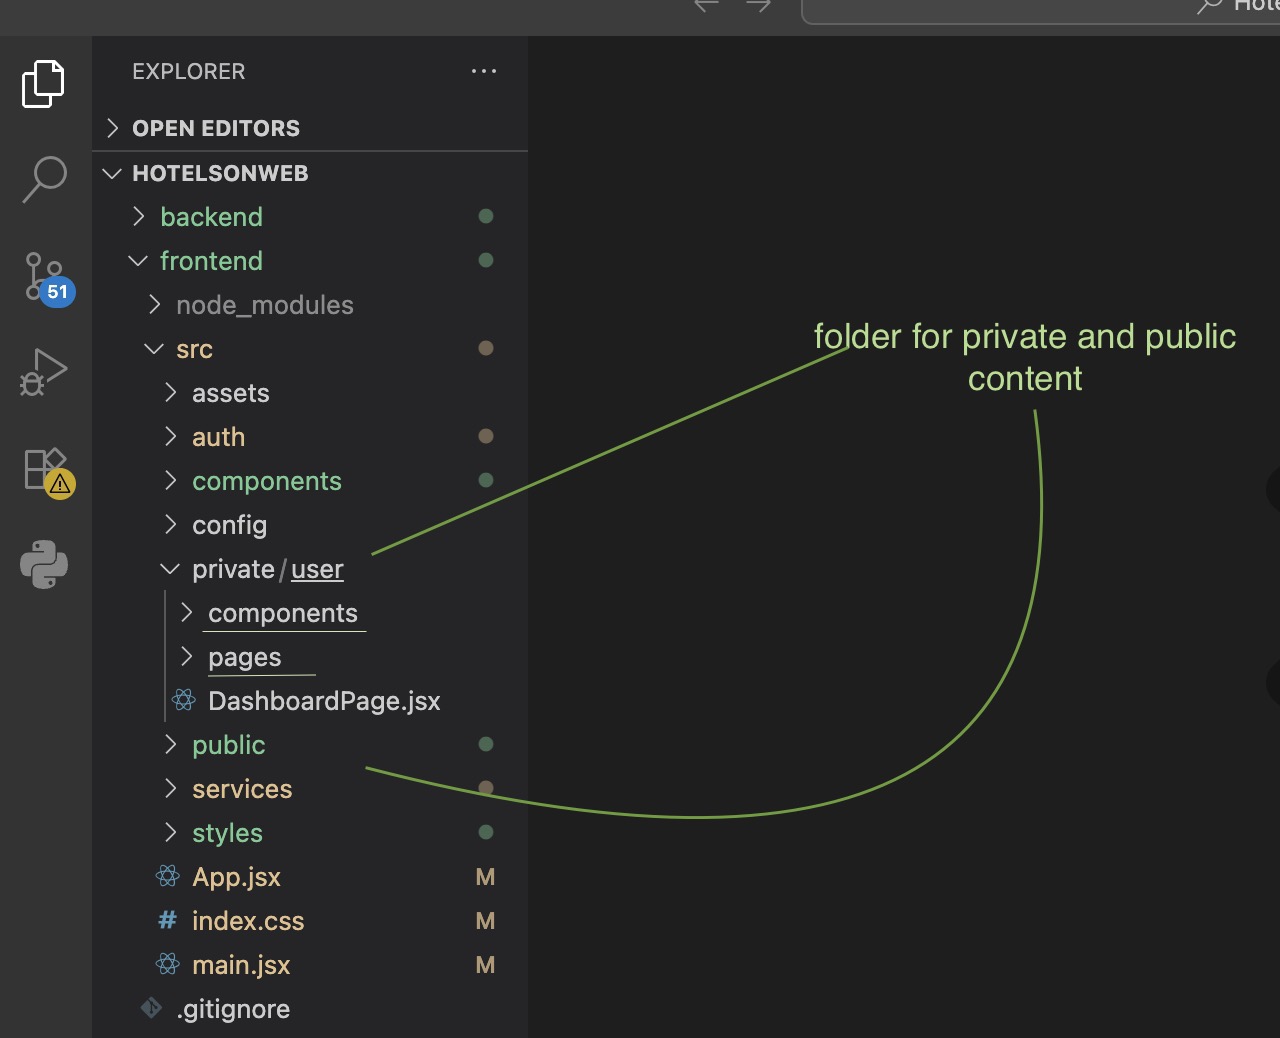 Hote
EXPLORER
OPEN EDITORS
HOTELSONWEB
backend
frontend
51
node_modules
src
folder for private and public
content
assets
auth
components
config
private/user
components
pages
DashboardPage.jsx
public
services
styles
App.jsx M
# index.css M
main.jsx M
.gitignore